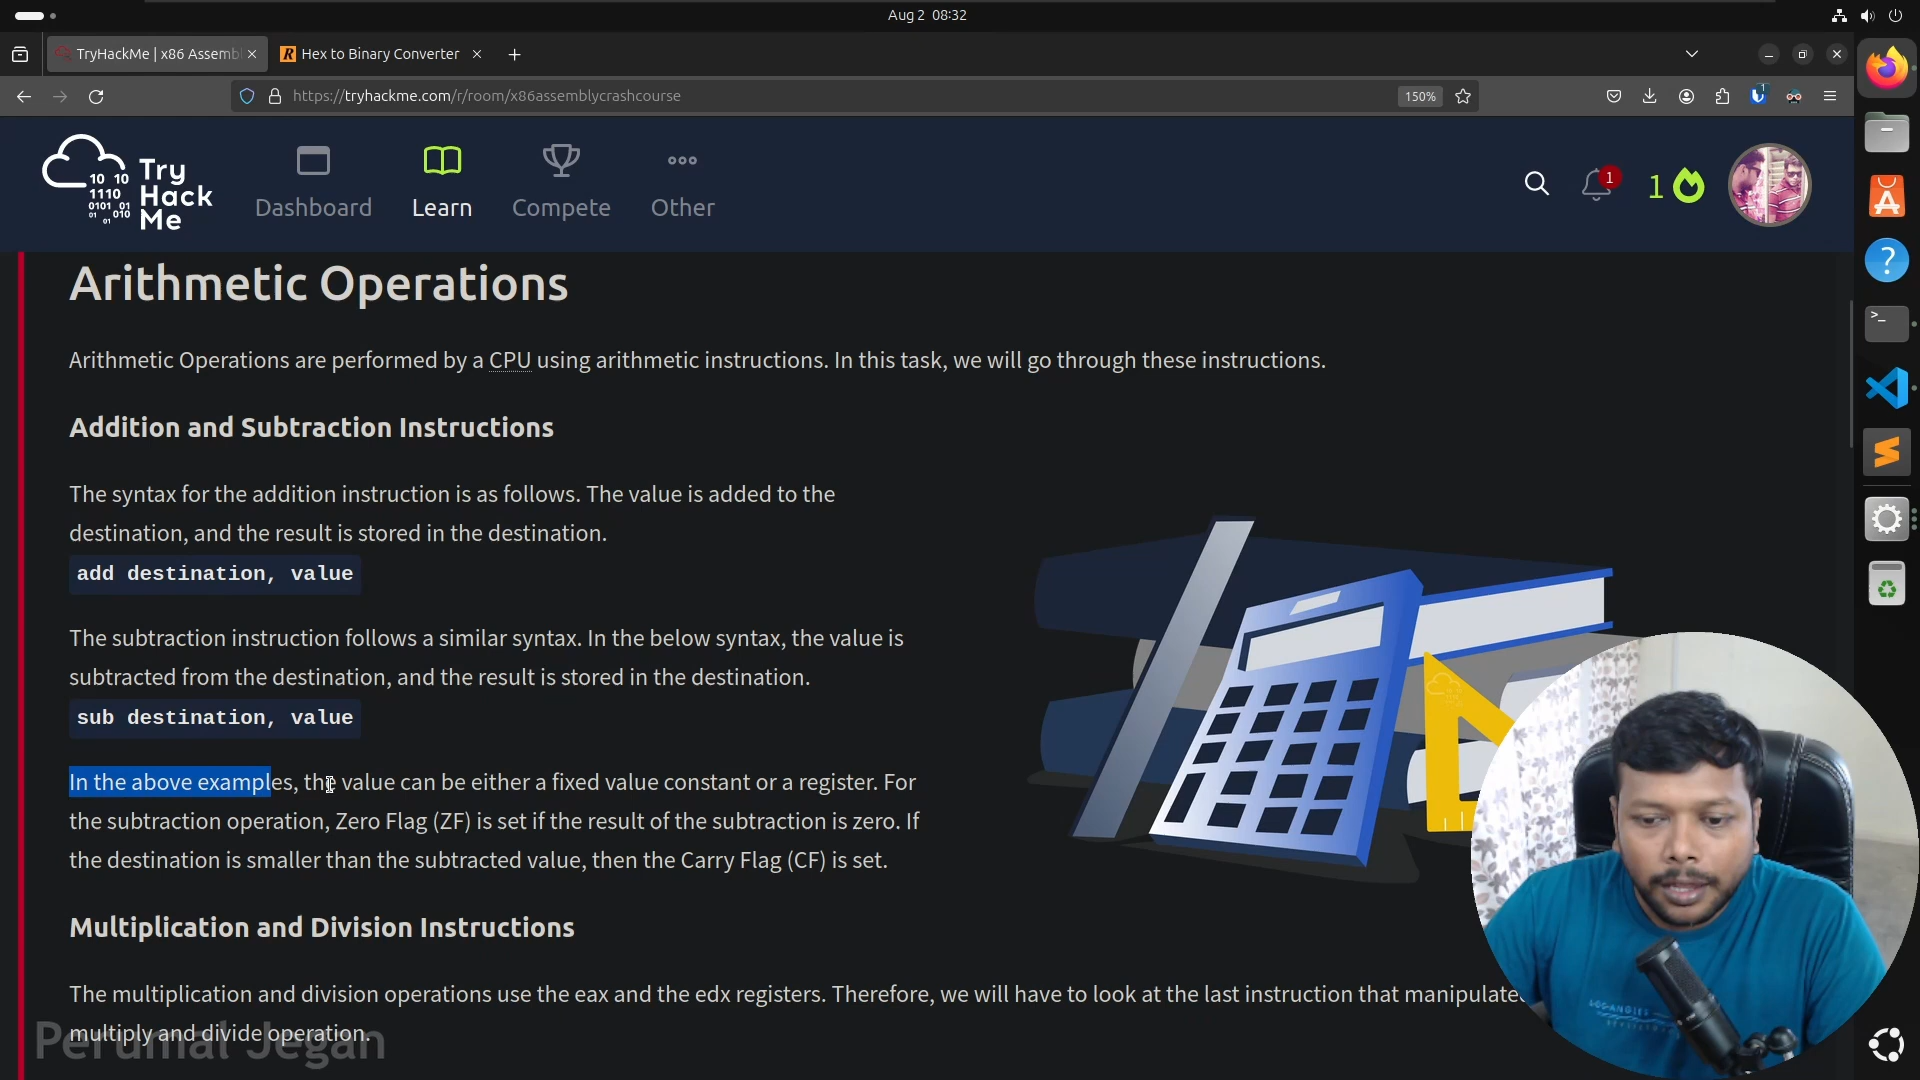 Aug 2 08:32
TryHackMe | x86 Assemb
Hex to Binary Converter
https://tryhackme.com/r/room/x86assemblycrashcourse
150%
1
Try
Hack
Me
10 10
1110
0101 01
01 010
Dashboard
Learn
Compete
Other
1
1
Arithmetic Operations
Arithmetic Operations are performed by a CPU using arithmetic instructions. In this task, we will go through these instructions.
Addition and Subtraction Instructions
The syntax for the addition instruction is as follows. The value is added to the
destination, and the result is stored in the destination.
add destination, value
The subtraction instruction follows a similar syntax. In the below syntax, the value is
subtracted from the destination, and the result is stored in the destination.
sub destination, value
In the above examples, the value can be either a fixed value constant or a register. For
the subtraction operation, Zero Flag (ZF) is set if the result of the subtraction is zero. If
the destination is smaller than the subtracted value, then the Carry Flag (CF) is set.
Multiplication and Division Instructions
The multiplication and division operations use the eax and the edx registers. Therefore, we will have to look at the last instruction that manipulated
multiply and divide operation.
Perumal Jegan